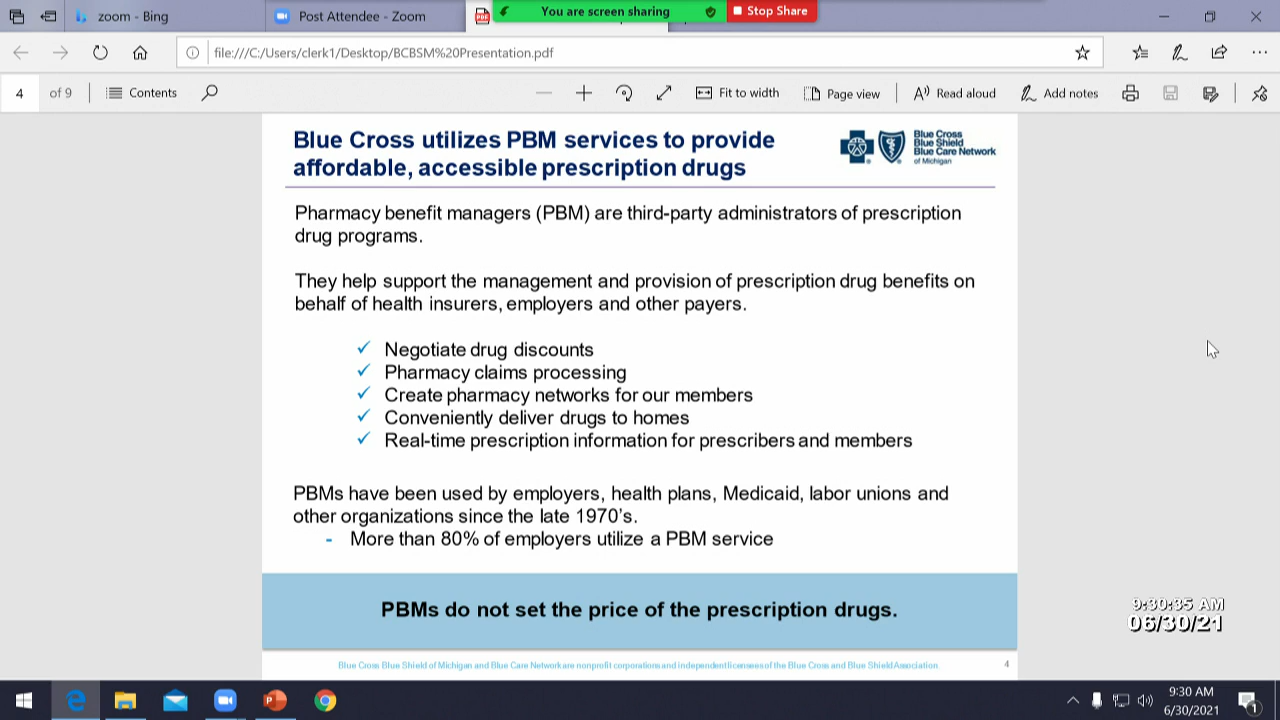 zoom - Bing
Post Attendee - Zoom
PDF
You are screen sharing
Stop Share
file:///C:/Users/clerk1/Desktop/BCBSM%20Presentation.pdf
4 of 9
Contents
Fit to width
Page view
Read aloud
Add notes
Blue Cross utilizes PBM services to provide
affordable, accessible prescription drugs
Blue Cross
Blue Shield
Blue Care Network
of Michigan
Pharmacy benefit managers (PBM) are third-party administrators of prescription
drug programs.
They help support the management and provision of prescription drug benefits on
behalf of health insurers, employers and other payers.
✓ Negotiate drug discounts
✓ Pharmacy claims processing
✓ Create pharmacy networks for our members
✓ Conveniently deliver drugs to homes
✓ Real-time prescription information for prescribers and members
PBMs have been used by employers, health plans, Medicaid, labor unions and
other organizations since the late 1970's.
- More than 80% of employers utilize a PBM service
PBMs do not set the price of the prescription drugs.
9:30:35 AM
06/30/21
Blue Cross Blue Shield of Michigan and Blue Care Network are nonprofit corporations and independent licensees of the Blue Cross and Blue Shield Association.
4
9:30 AM
6/30/2021
1